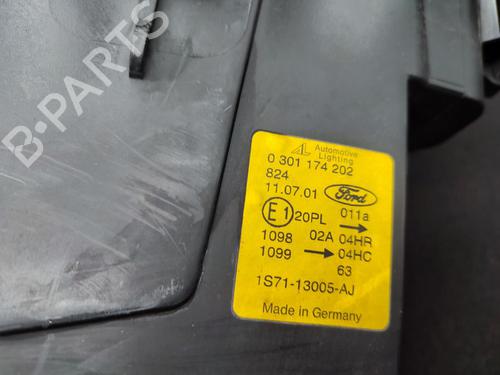 B-PARTS
AL Automotive Lighting
0 301 174 202
824
11.07.01 Ford
E1 20PL 011a →
1098 02A 04HR
1099 → 04HC
63
1S71-13005-AJ
Made in Germany